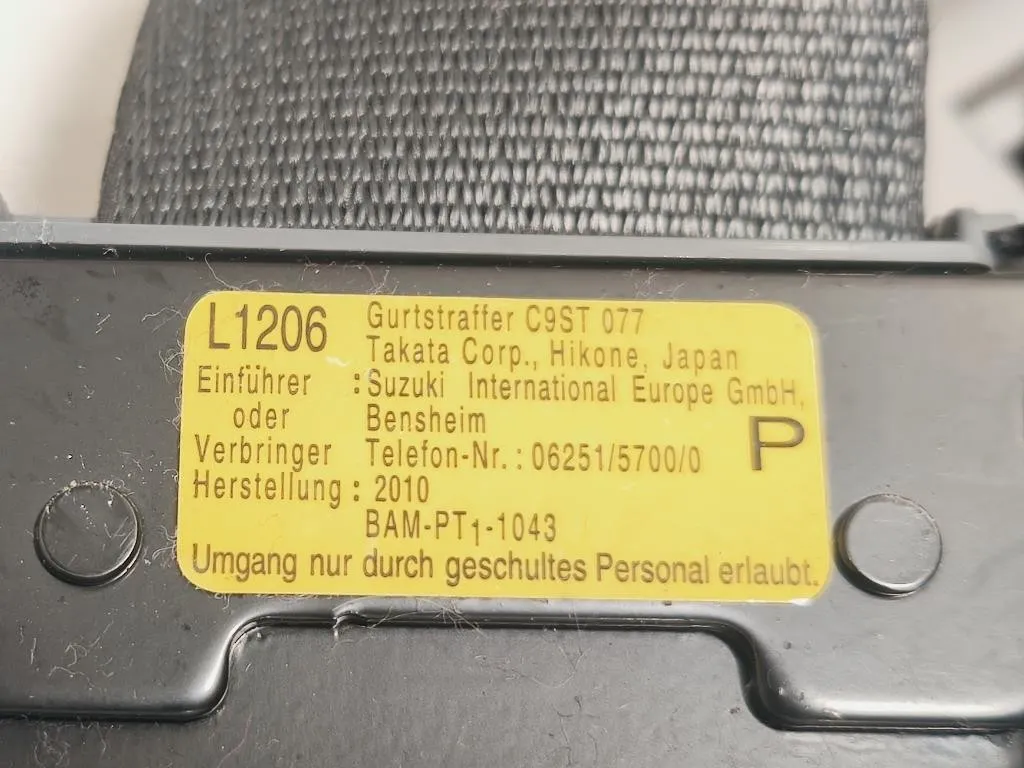 L1206 Gurtstraffer C9ST 077
Takata Corp., Hikone, Japan
Einführer : Suzuki International Europe GmbH,
oder Bensheim
Verbringer Telefon-Nr.: 06251/5700/0 P
Herstellung : 2010
BAM-PT1-1043
Umgang nur durch geschultes Personal erlaubt.